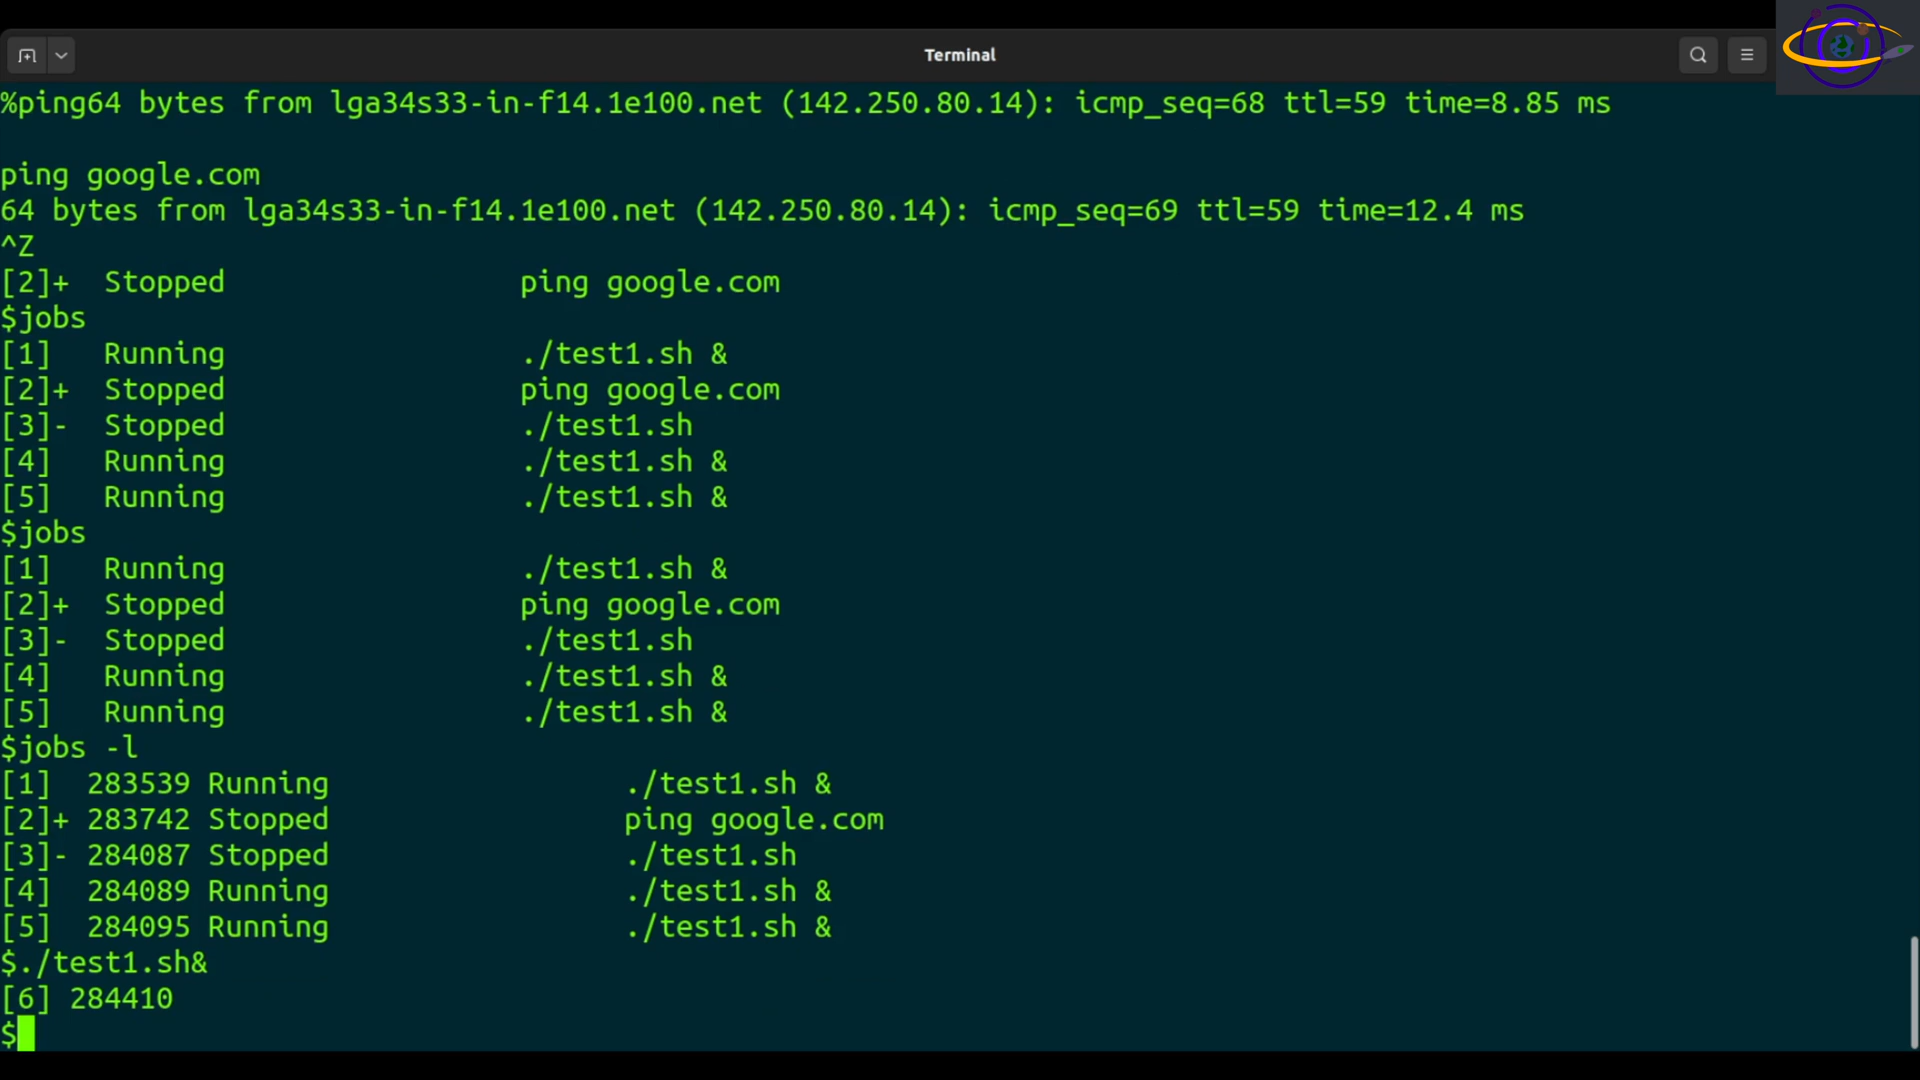 Terminal
%ping64 bytes from lga34s33-in-f14.1e100.net (142.250.80.14): icmp_seq=68 ttl=59 time=8.85 ms
ping google.com
64 bytes from lga34s33-in-f14.1e100.net (142.250.80.14): icmp_seq=69 ttl=59 time=12.4 ms
^Z
[2]+  Stopped                 ping google.com
$jobs
[1]   Running                 ./test1.sh &
[2]+  Stopped                 ping google.com
[3]-  Stopped                 ./test1.sh
[4]   Running                 ./test1.sh &
[5]   Running                 ./test1.sh &
$jobs
[1]   Running                 ./test1.sh &
[2]+  Stopped                 ping google.com
[3]-  Stopped                 ./test1.sh
[4]   Running                 ./test1.sh &
[5]   Running                 ./test1.sh &
$jobs -l
[1]  283539 Running                 ./test1.sh &
[2]+ 283742 Stopped                 ping google.com
[3]- 284087 Stopped                 ./test1.sh
[4]  284089 Running                 ./test1.sh &
[5]  284095 Running                 ./test1.sh &
$./test1.sh&
[6] 284410
$